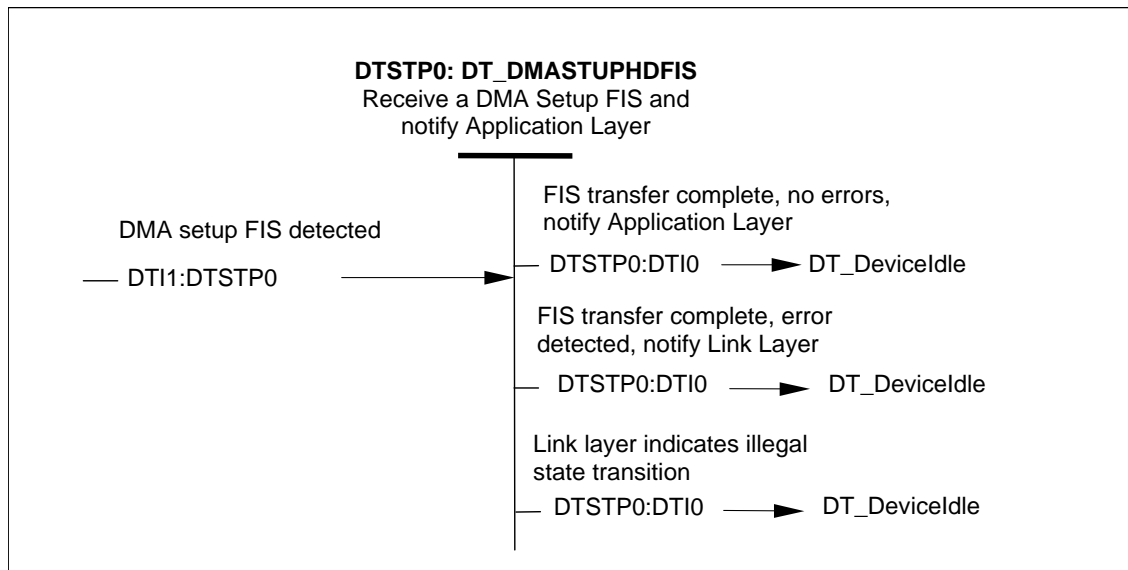 DTSTP0: DT_DMASTUPHDFIS
Receive a DMA Setup FIS and
notify Application Layer
DMA setup FIS detected
DTI1:DTSTP0
FIS transfer complete, no errors,
notify Application Layer
DTSTP0:DTI0 DT_DeviceIdle
FIS transfer complete, error
detected, notify Link Layer
DTSTP0:DTI0 DT_DeviceIdle
Link layer indicates illegal
state transition
DTSTP0:DTI0 DT_DeviceIdle